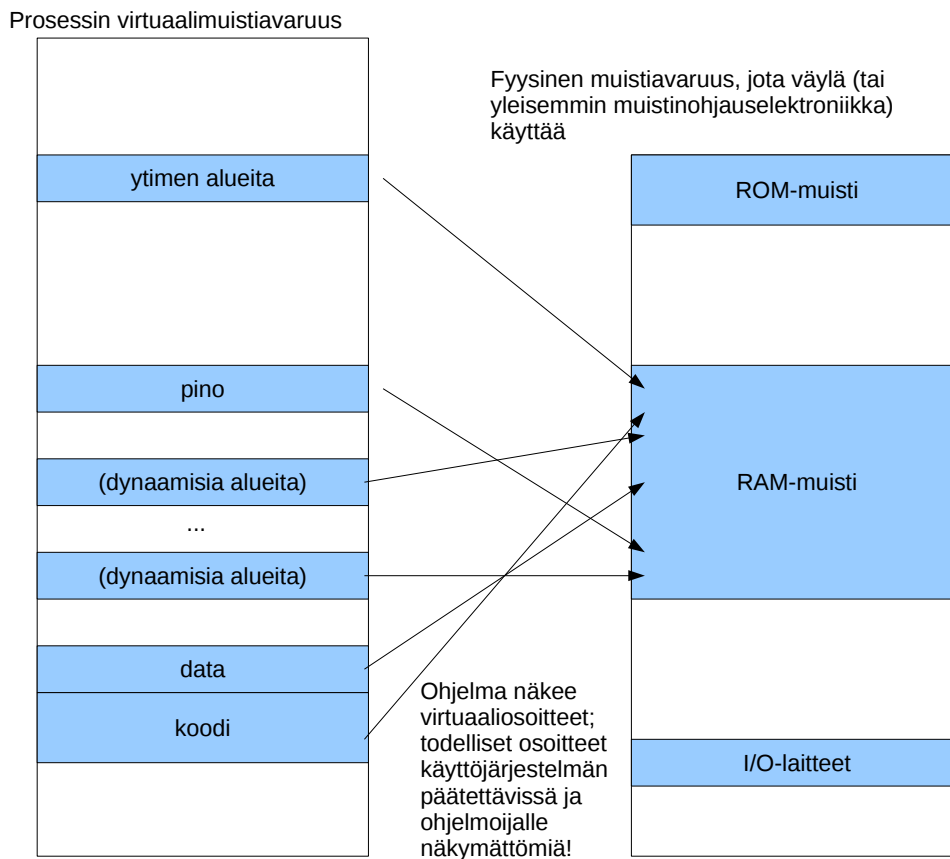 Prosessin virtuaalimuistiavaruus
Fyysinen muistiavaruus, jota väylä (tai
yleisemmin muistinohjauselektroniikka)
käyttää
ytimen alueita
ROM-muisti
pino
(dynaamisia alueita)
RAM-muisti
...
(dynaamisia alueita)
data
koodi
Ohjelma näkee
virtuaaliosoitteet;
todelliset osoitteet
käyttöjärjestelmän
päätettävissä ja
ohjelmoijalle
näkymättömiä!
I/O-laitteet